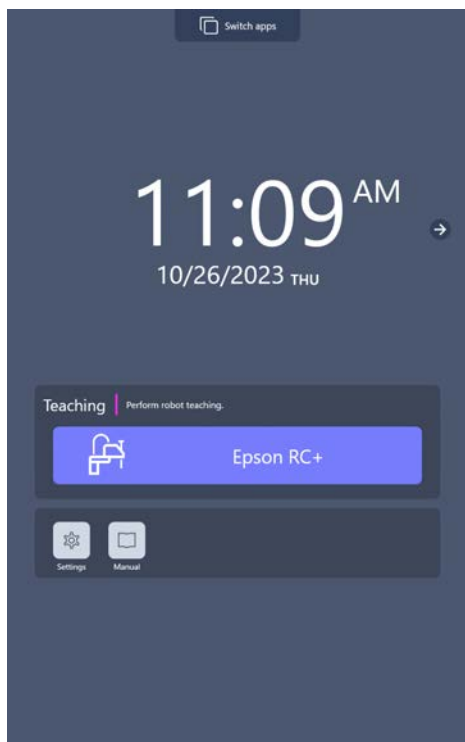 Switch apps
11:09 AM
10/26/2023 THU
Teaching Perform robot teaching.
Epson RC+
Settings Manual